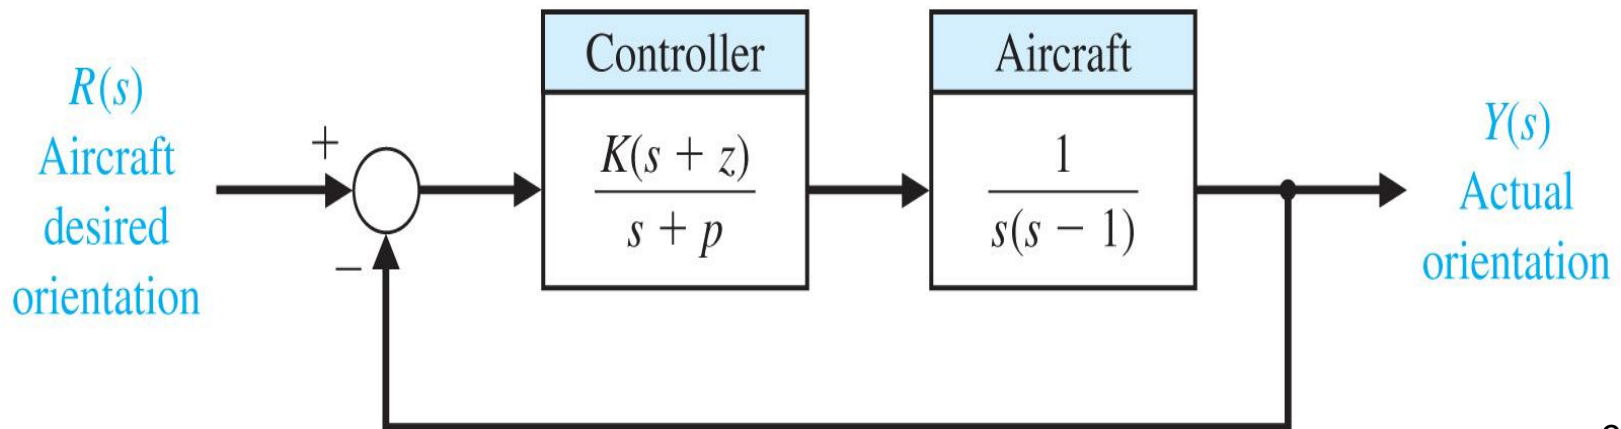 R(s)
Aircraft
desired
orientation
+
−
Controller
K(s + z)
s + p
Aircraft
1
s(s − 1)
Y(s)
Actual
orientation